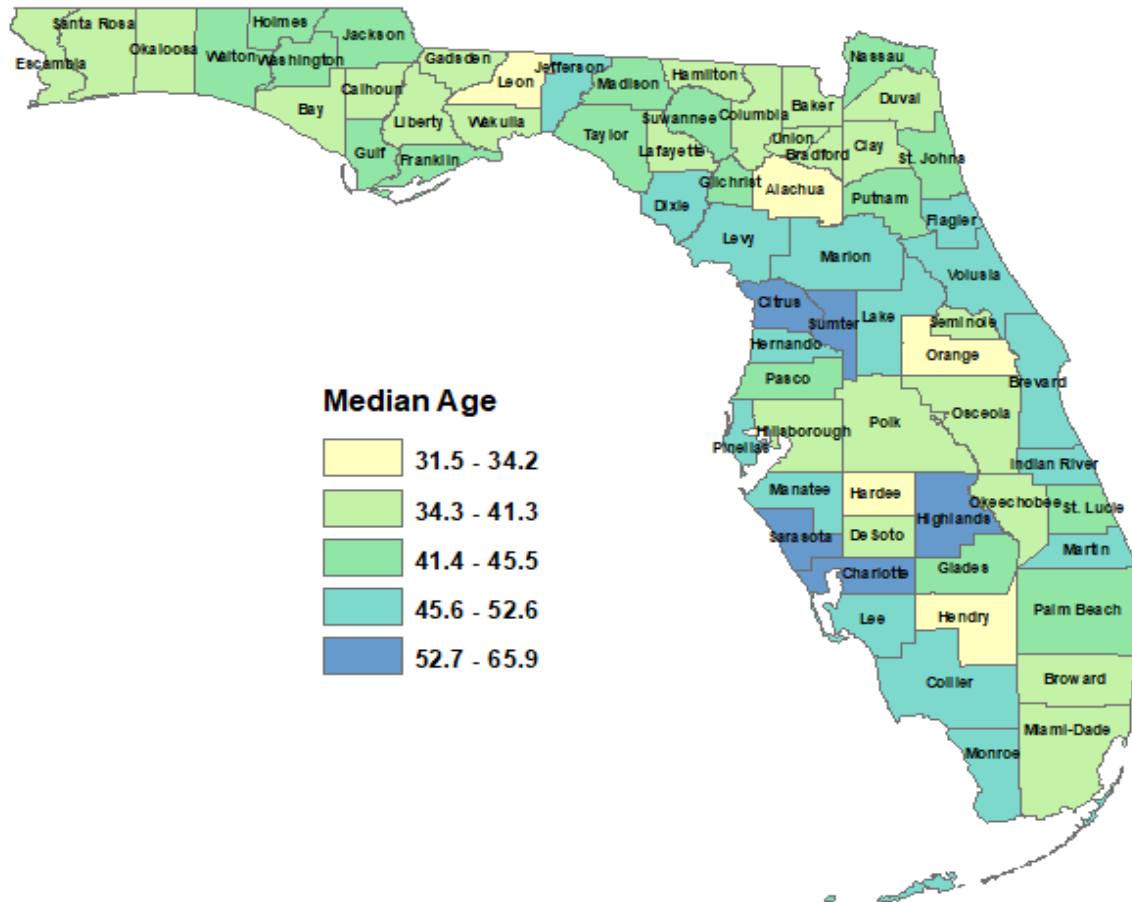 Santa Rosa
Escambia
Okaloosa
Walton
Holmes
Washington
Jackson
Bay
Calhoun
Gulf
Gadsden
Liberty
Franklin
Leon
Wakulla
Jefferson
Madison
Taylor
Hamilton
Suwannee
Lafayette
Dixie
Columbia
Gilchrist
Levy
Baker
Union
Bradford
Alachua
Nassau
Duval
Clay
St. Johns
Putnam
Flagler
Marion
Volusia
Citrus
Sumter
Lake
Hernando
Seminole
Orange
Brevard
Pasco
Pinellas
Hillsborough
Polk
Osceola
Indian River
Manatee
Hardee
Highlands
Okeechobee
St. Lucie
Sarasota
DeSoto
Martin
Charlotte
Glades
Lee
Hendry
Palm Beach
Collier
Broward
Monroe
Miami-Dade
Median Age
31.5 - 34.2
34.3 - 41.3
41.4 - 45.5
45.6 - 52.6
52.7 - 65.9